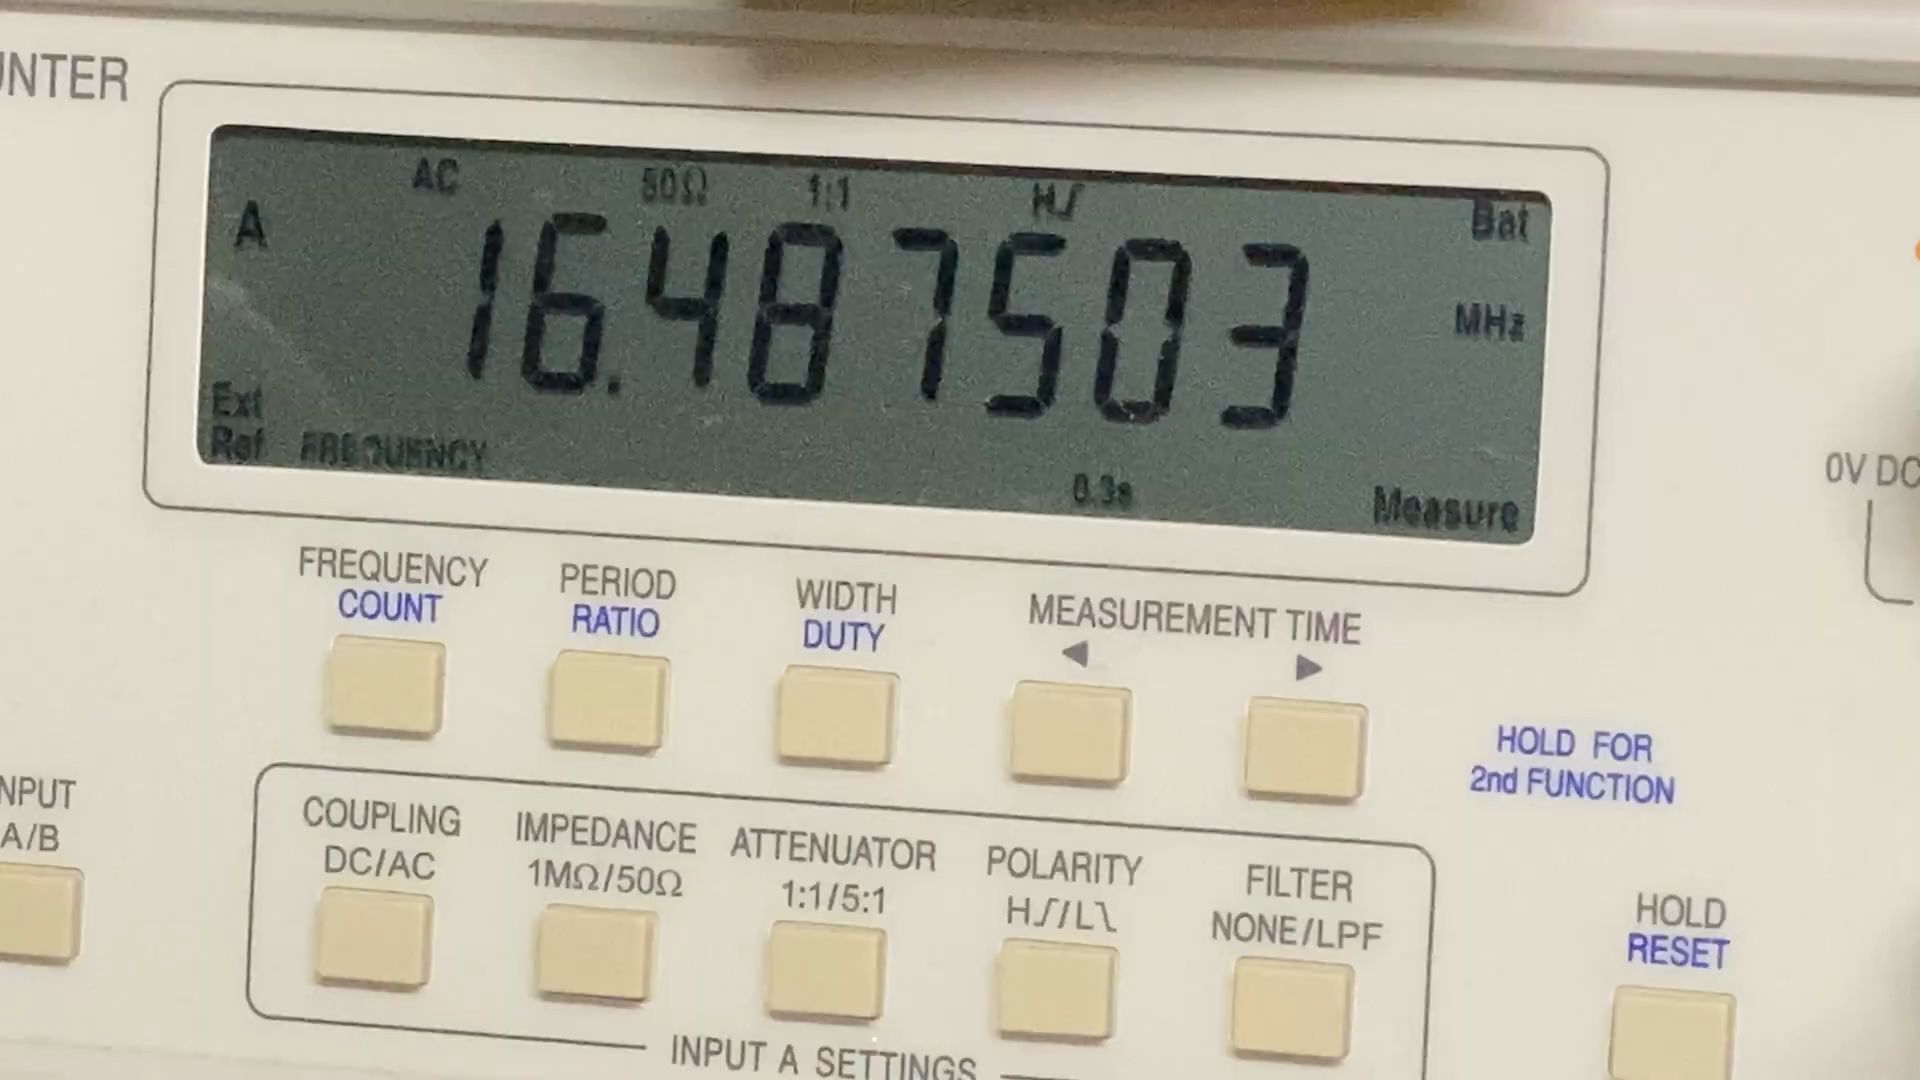 UNTER
AC 50Ω 1:1 H⎍ Bat
A 16.487503 MHz
Ext
Ref FREQUENCY 0.3s Measure
0V DC
FREQUENCY PERIOD WIDTH MEASUREMENT TIME
COUNT RATIO DUTY ◀ ▶
HOLD FOR
2nd FUNCTION
NPUT
A/B
COUPLING IMPEDANCE ATTENUATOR POLARITY FILTER
DC/AC 1MΩ/50Ω 1:1/5:1 H⎍/L⎍ NONE/LPF
HOLD
RESET
INPUT A SETTINGS